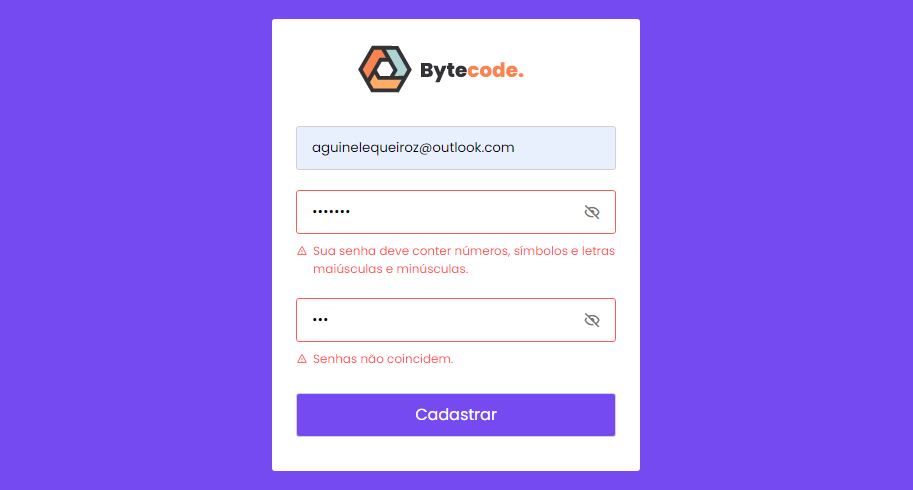 Bytecode.
aguinelequeiroz@outlook.com
•••••••
Sua senha deve conter números, símbolos e letras
maiúsculas e minúsculas.
•••
Senhas não coincidem.
Cadastrar